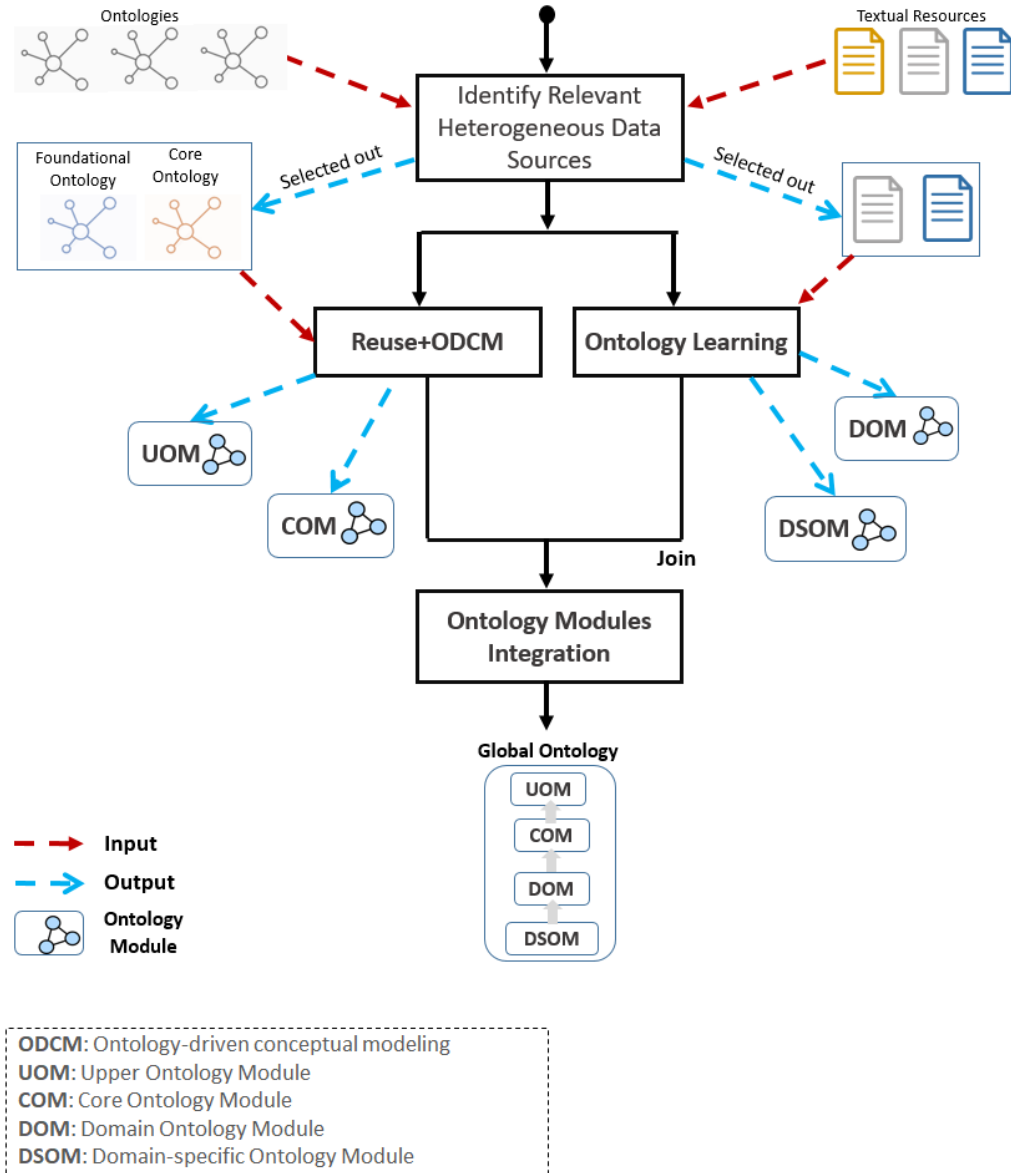 Ontologies
Textual Resources
Identify Relevant
Heterogeneous Data
Sources
Foundational
Ontology
Core
Ontology
Selected out
Selected out
Reuse+ODCM
Ontology Learning
UOM
COM
DOM
DSOM
Join
Ontology Modules
Integration
Global Ontology
UOM
COM
DOM
DSOM
Input
Output
Ontology
Module
ODCM: Ontology-driven conceptual modeling
UOM: Upper Ontology Module
COM: Core Ontology Module
DOM: Domain Ontology Module
DSOM: Domain-specific Ontology Module